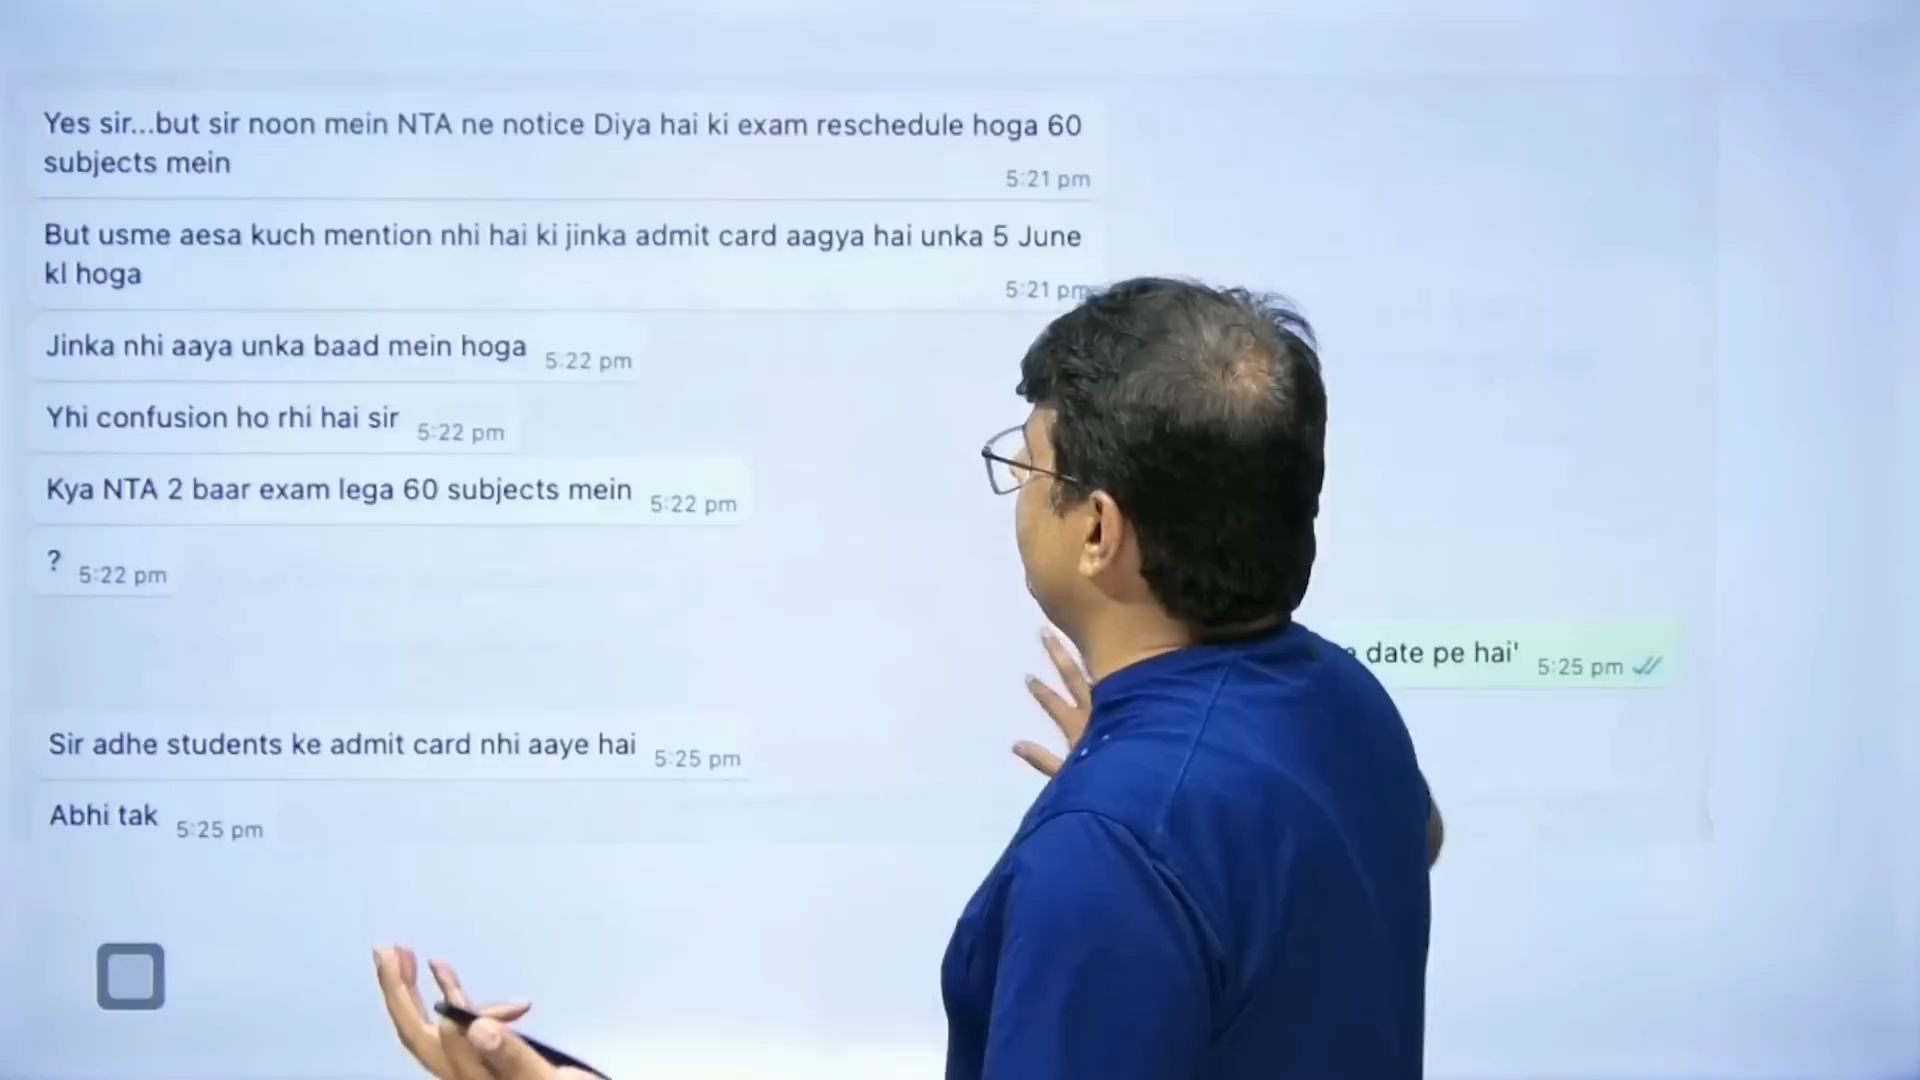 Yes sir...but sir noon mein NTA ne notice Diya hai ki exam reschedule hoga 60
subjects mein
5:21 pm
But usme aesa kuch mention nhi hai ki jinka admit card aagya hai unka 5 June
kl hoga
5:21 pm
Jinka nhi aaya unka baad mein hoga 5:22 pm
Yhi confusion ho rhi hai sir 5:22 pm
Kya NTA 2 baar exam lega 60 subjects mein 5:22 pm
? 5:22 pm
date pe hai' 5:25 pm
Sir adhe students ke admit card nhi aaye hai 5:25 pm
Abhi tak 5:25 pm